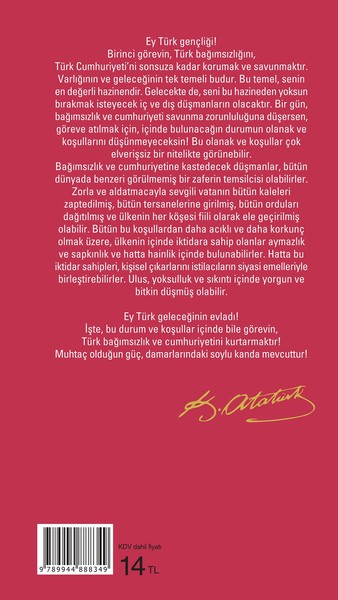 Ey Türk gençliği!
Birinci görevin, Türk bağımsızlığını,
Türk Cumhuriyeti'ni sonsuza kadar korumak ve savunmaktır.
Varlığının ve geleceğinin tek temeli budur. Bu temel, senin
en değerli hazinendir. Gelecekte de, seni bu hazineden yoksun
bırakmak isteyecek iç ve dış düşmanların olacaktır. Bir gün,
bağımsızlık ve cumhuriyeti savunma zorunluluğuna düşersen,
göreve atılmak için, içinde bulunacağın durumun olanak ve
koşullarını düşünmeyeceksin! Bu olanak ve koşullar çok
elverişsiz bir nitelikte görünebilir.
Bağımsızlık ve cumhuriyetine kastedecek düşmanlar, bütün
dünyada benzeri görülmemiş bir zaferin temsilcisi olabilirler.
Zorla ve aldatmacayla sevgili vatanın bütün kaleleri
zaptedilmiş, bütün tersanelerine girilmiş, bütün orduları
dağıtılmış ve ülkenin her köşesi fiili olarak ele geçirilmiş
olabilir. Bütün bu koşullardan daha acıklı ve daha korkunç
olmak üzere, ülkenin içinde iktidara sahip olanlar aymazlık
ve sapkınlık ve hatta hainlik içinde bulunabilirler. Hatta bu
iktidar sahipleri, kişisel çıkarlarını istilacıların siyasi emelleriyle
birleştirebilirler. Ulus, yoksulluk ve sıkıntı içinde yorgun ve
bitkin düşmüş olabilir.
Ey Türk geleceğinin evladı!
İşte, bu durum ve koşullar içinde bile görevin,
Türk bağımsızlığını ve cumhuriyetini kurtarmaktır!
Muhtaç olduğun güç, damarlarındaki soylu kanda mevcuttur!
K. Atatürk
KDV dahil fiyatı
14 TL
9 789944 888349